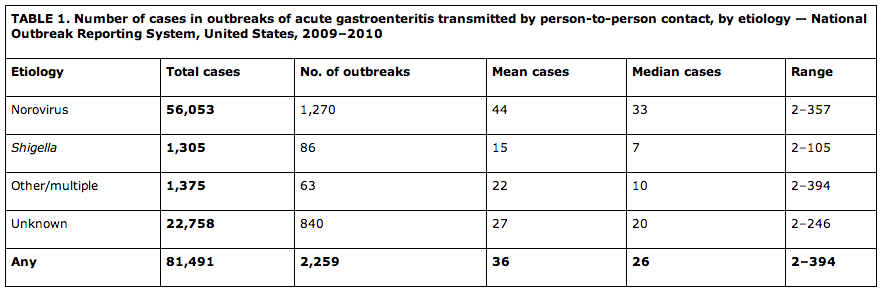 TABLE 1. Number of cases in outbreaks of acute gastroenteritis transmitted by person-to-person contact, by etiology — National
Outbreak Reporting System, United States, 2009–2010
Etiology Total cases No. of outbreaks Mean cases Median cases Range
Norovirus 56,053 1,270 44 33 2–357
Shigella 1,305 86 15 7 2–105
Other/multiple 1,375 63 22 10 2–394
Unknown 22,758 840 27 20 2–246
Any 81,491 2,259 36 26 2–394